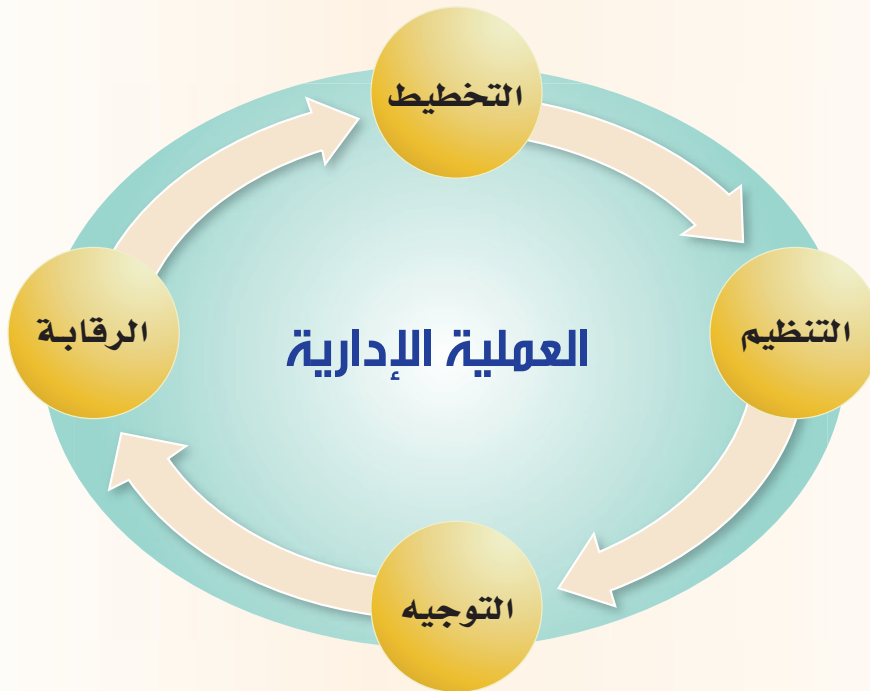 التخطيط
التنظيم
العملية الإدارية
الرقابة
التوجيه